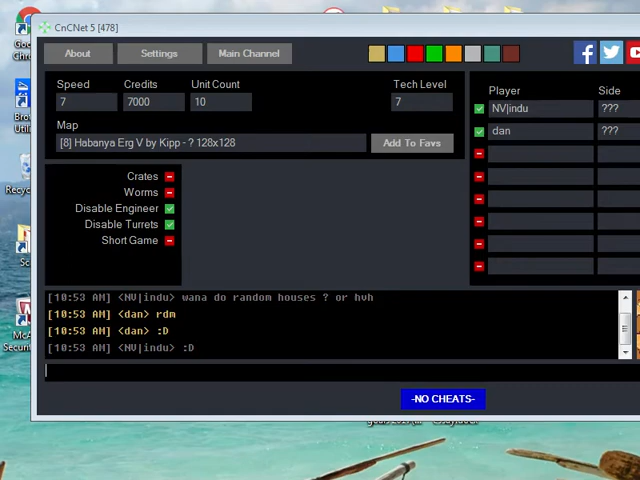 CnCNet 5 [478]
About
Settings
Main Channel
Speed
Credits
Unit Count
Tech Level
7
7000
10
7
Map
[8] Habanya Erg V by Kipp - ? 128x128
Add To Favs
Player
Side
NV|indu
???
dan
???
Crates
Worms
Disable Engineer
Disable Turrets
Short Game
[10:53 AM] <NV|indu> wana do random houses ? or hvh
[10:53 AM] <dan> rdm
[10:53 AM] <dan> :D
[10:53 AM] <NV|indu> :D
-NO CHEATS-